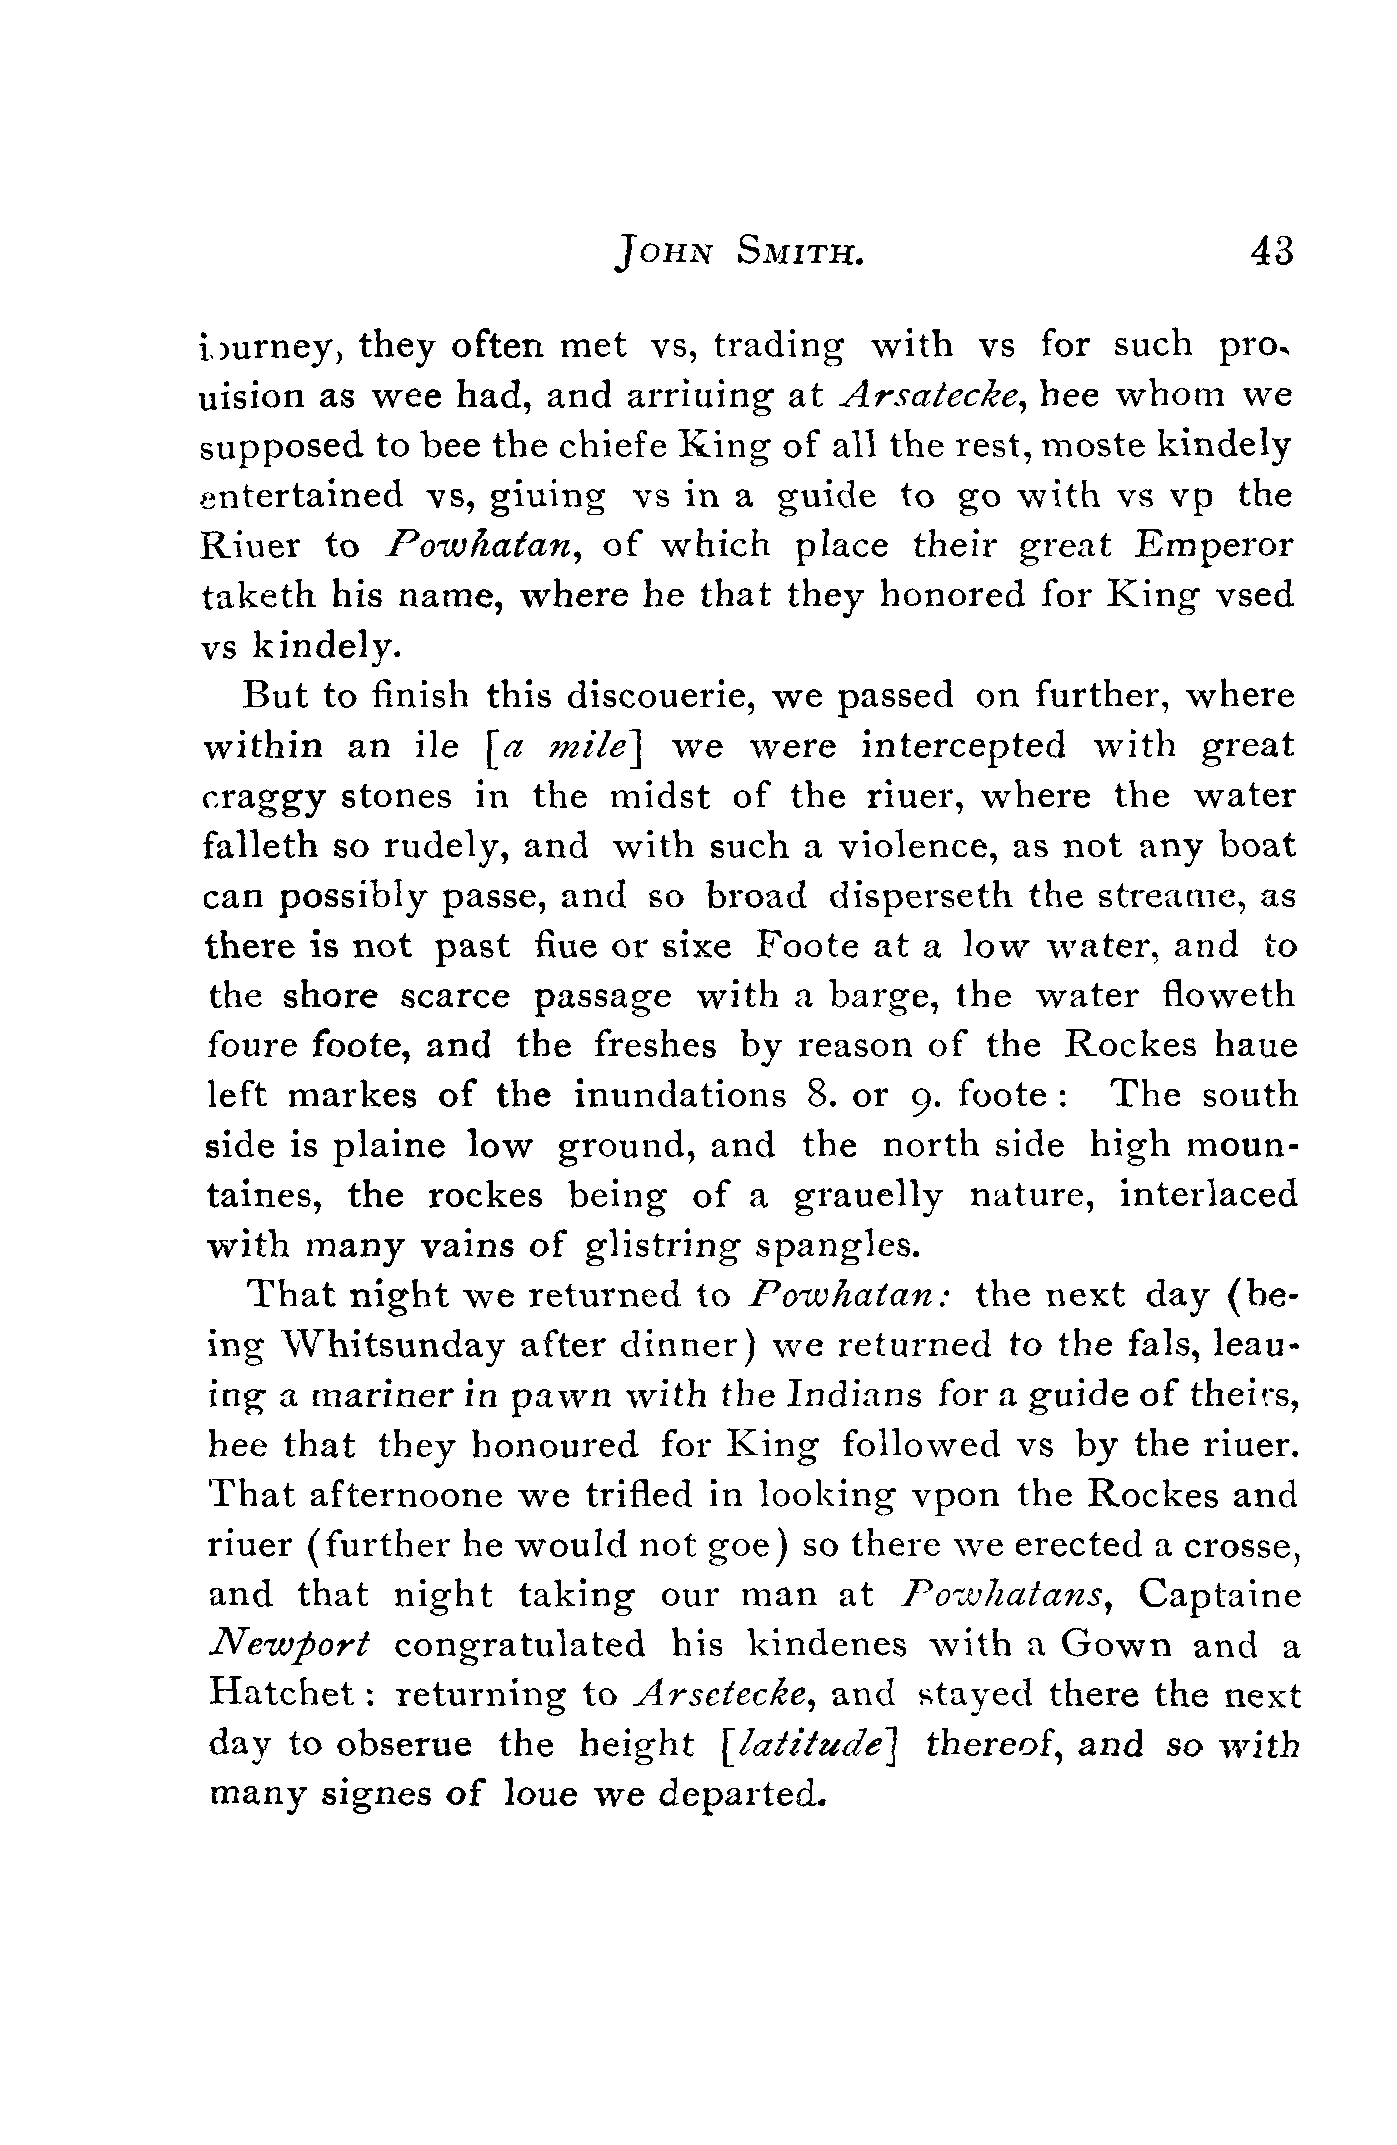 JOHN SMITH. 43
iourney, they often met vs, trading with vs for such pro-
uision as wee had, and arriuing at Arsatecke, hee whom we
supposed to bee the chiefe King of all the rest, moste kindely
entertained vs, giuing vs in a guide to go with vs vp the
Riuer to Powhatan, of which place their great Emperor
taketh his name, where he that they honored for King vsed
vs kindely.
But to finish this discouerie, we passed on further, where
within an ile [a mile] we were intercepted with great
craggy stones in the midst of the riuer, where the water
falleth so rudely, and with such a violence, as not any boat
can possibly passe, and so broad disperseth the streame, as
there is not past fiue or sixe Foote at a low water, and to
the shore scarce passage with a barge, the water floweth
foure foote, and the freshes by reason of the Rockes haue
left markes of the inundations 8. or 9. foote : The south
side is plaine low ground, and the north side high moun-
taines, the rockes being of a grauelly nature, interlaced
with many vains of glistring spangles.
That night we returned to Powhatan: the next day (be-
ing Whitsunday after dinner) we returned to the fals, leau-
ing a mariner in pawn with the Indians for a guide of theirs,
hee that they honoured for King followed vs by the riuer.
That afternoone we trifled in looking vpon the Rockes and
riuer (further he would not goe) so there we erected a crosse,
and that night taking our man at Powhatans, Captaine
Newport congratulated his kindenes with a Gown and a
Hatchet : returning to Arsetecke, and stayed there the next
day to obserue the height [latitude] thereof, and so with
many signes of loue we departed.